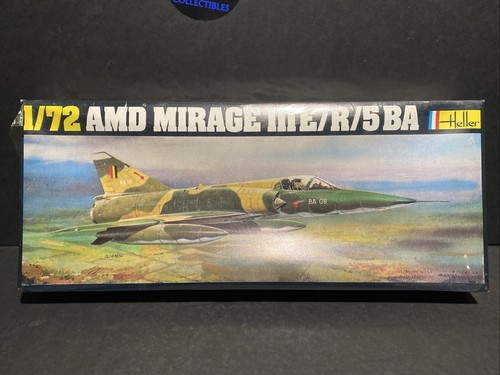 COLLECTIBLES
1/72 AMD MIRAGE III E/R/5 BA
Heller
BA 08